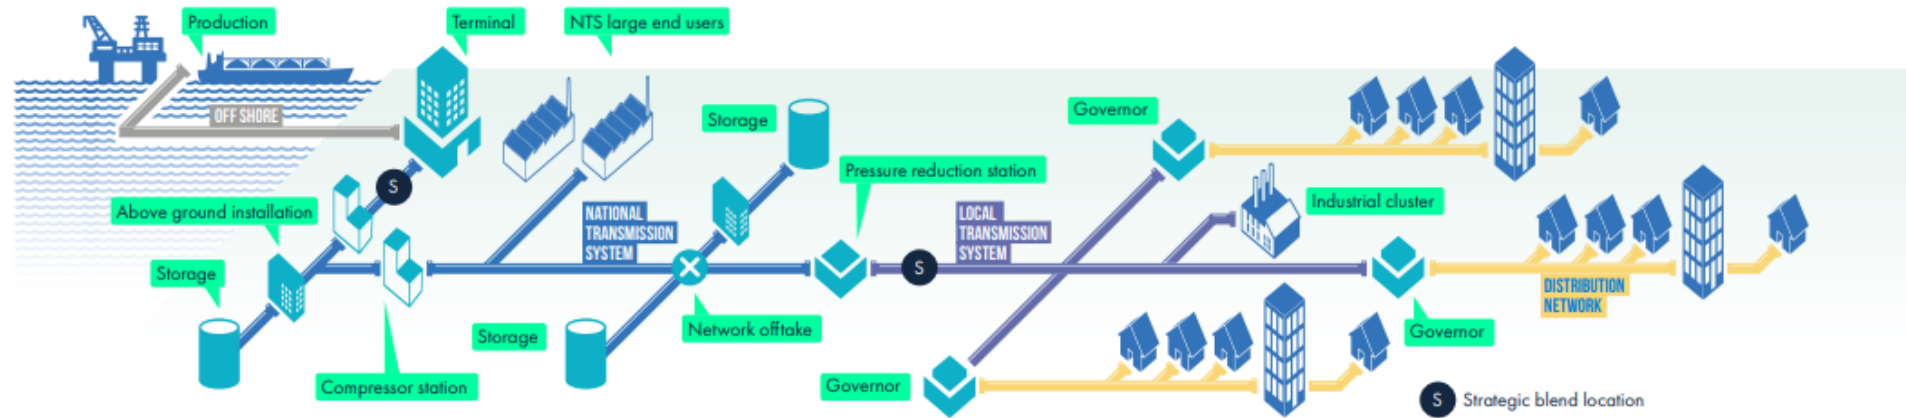 Production
Terminal
NTS large end users
OFF SHORE
Storage
Governor
Pressure reduction station
S
Above ground installation
NATIONAL
TRANSMISSION
SYSTEM
LOCAL
TRANSMISSION
SYSTEM
Industrial cluster
Storage
S
DISTRIBUTION
NETWORK
Storage
Network offtake
Governor
Compressor station
Governor
S Strategic blend location